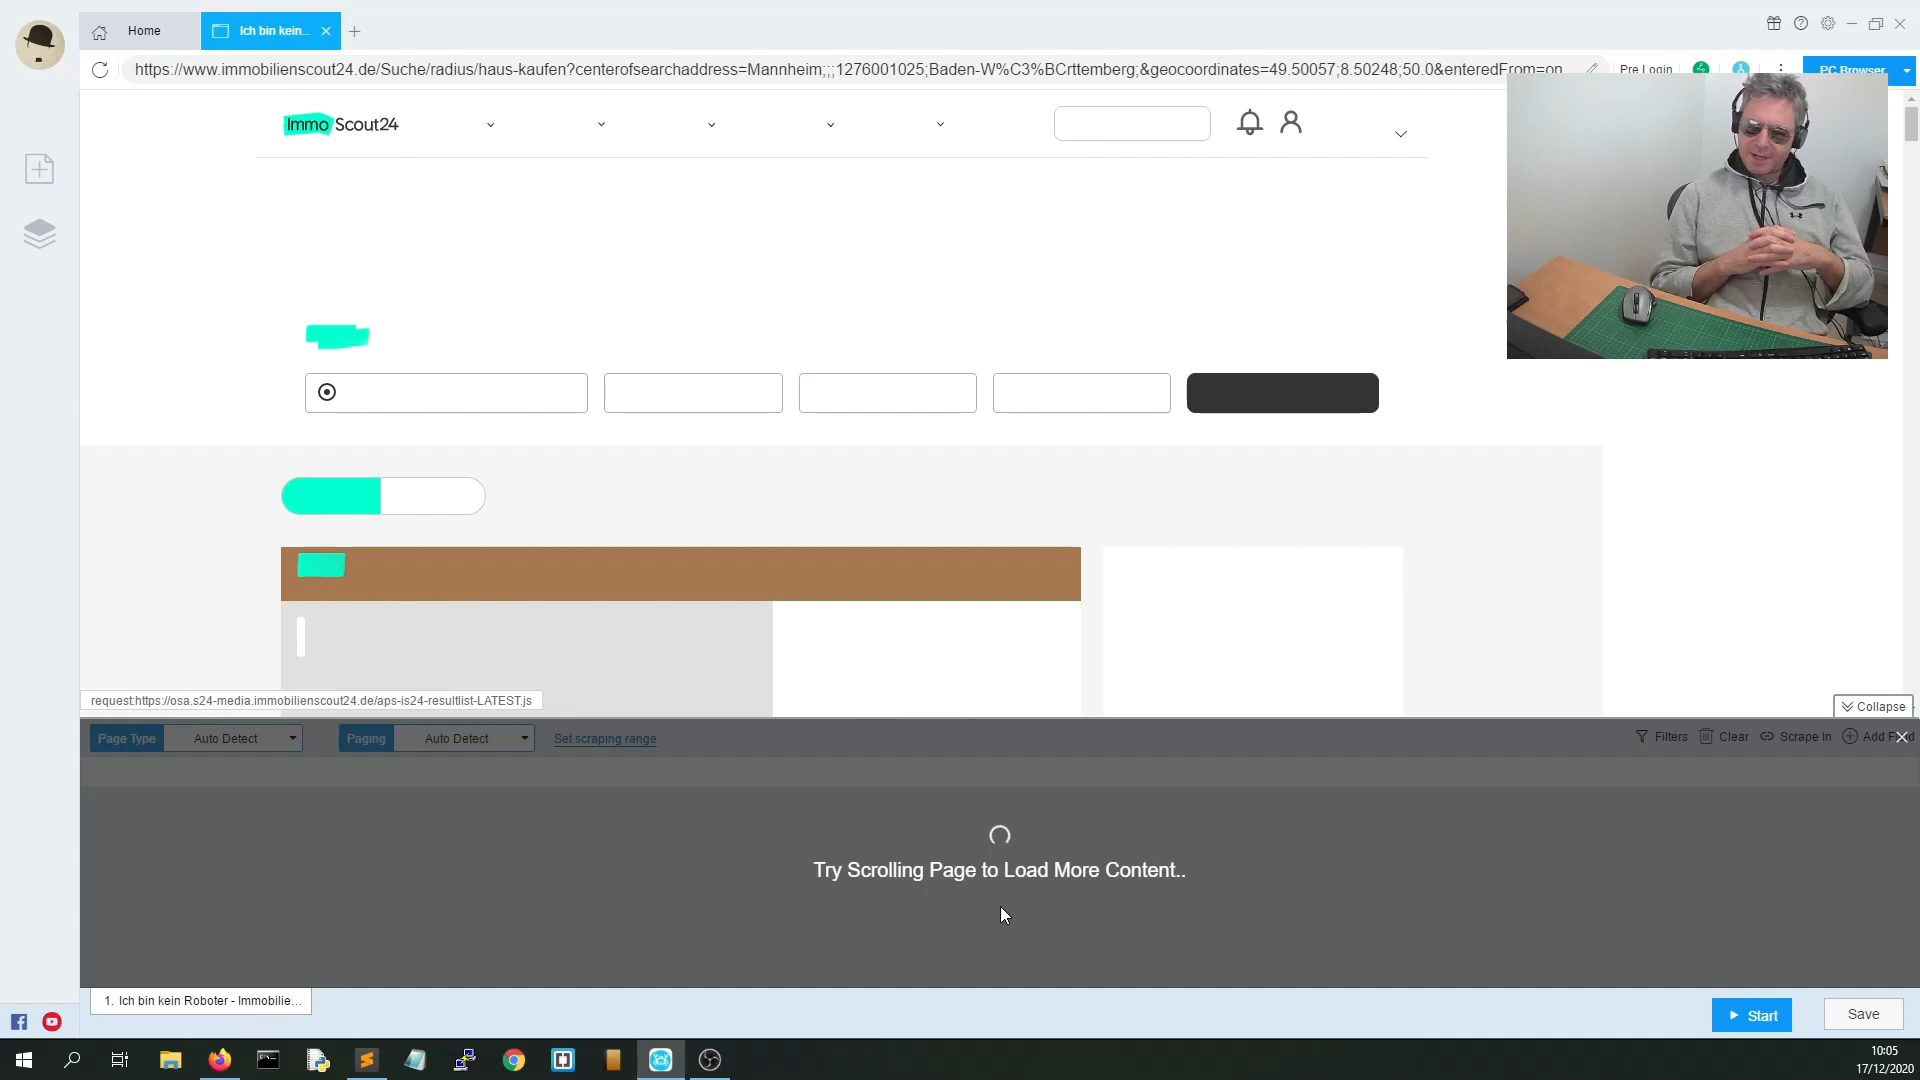 Home
Ich bin kein..
https://www.immobilienscout24.de/Suche/radius/haus-kaufen?centerofsearchaddress=Mannheim;;;1276001025;Baden-W%C3%BCrttemberg;&geocoordinates=49.50057;8.50248;50.0&enteredFrom=on
Pre Login
PC Browser
ImmoScout24
request:https://osa.s24-media.immobilienscout24.de/aps-is24-resultlist-LATEST.js
Collapse
Page Type
Auto Detect
Paging
Auto Detect
Set scraping range
Filters
Clear
Scrape In
Add
Try Scrolling Page to Load More Content..
1. Ich bin kein Roboter - Immobilie...
Start
Save
10:05
17/12/2020